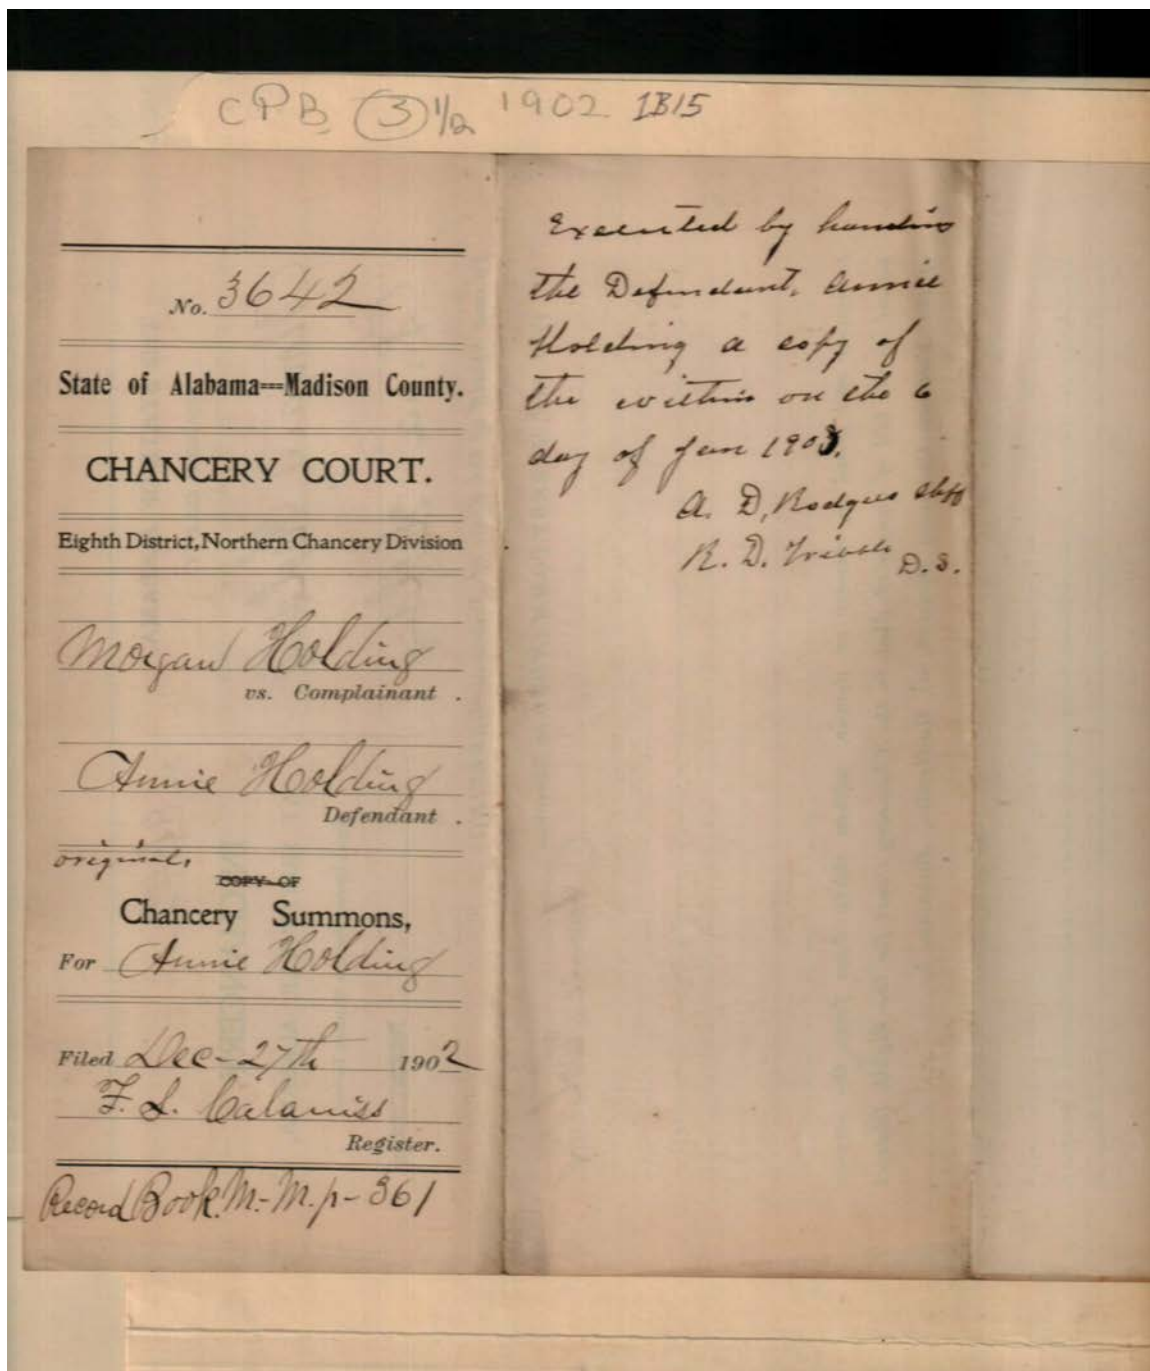 CPB (3) 1/2 1902 IB15
No. 3642
State of Alabama---Madison County.
CHANCERY COURT.
Eighth District, Northern Chancery Division
Morgan Holding
vs. Complainant .
Annie Holding
Defendant .
original,
COPY OF
Chancery Summons,
For Annie Holding
Filed Dec - 27th 1902
F. L. Calaniss
Register.
Record Book. M.-M. p- 361
Executed by handing
the Defendant, Annie
Holding a copy of
the within on the 6
day of Jan 1903.
A. D. Rodgers Shff
R. D. D.S.